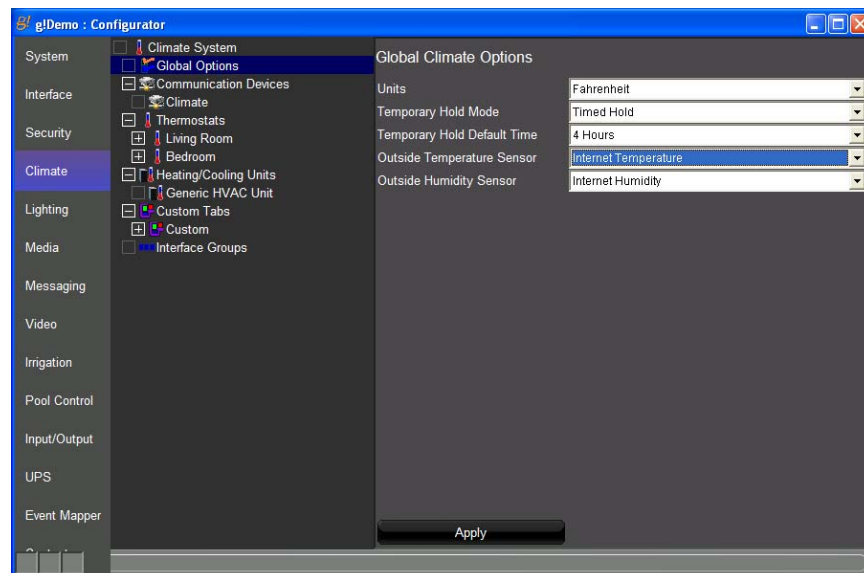 g! g!Demo : Configurator
System
Interface
Security
Climate
Lighting
Media
Messaging
Video
Irrigation
Pool Control
Input/Output
UPS
Event Mapper
Climate System
Global Options
Communication Devices
Climate
Thermostats
Living Room
Bedroom
Heating/Cooling Units
Generic HVAC Unit
Custom Tabs
Custom
Interface Groups
Global Climate Options
Units Fahrenheit
Temporary Hold Mode Timed Hold
Temporary Hold Default Time 4 Hours
Outside Temperature Sensor Internet Temperature
Outside Humidity Sensor Internet Humidity
Apply